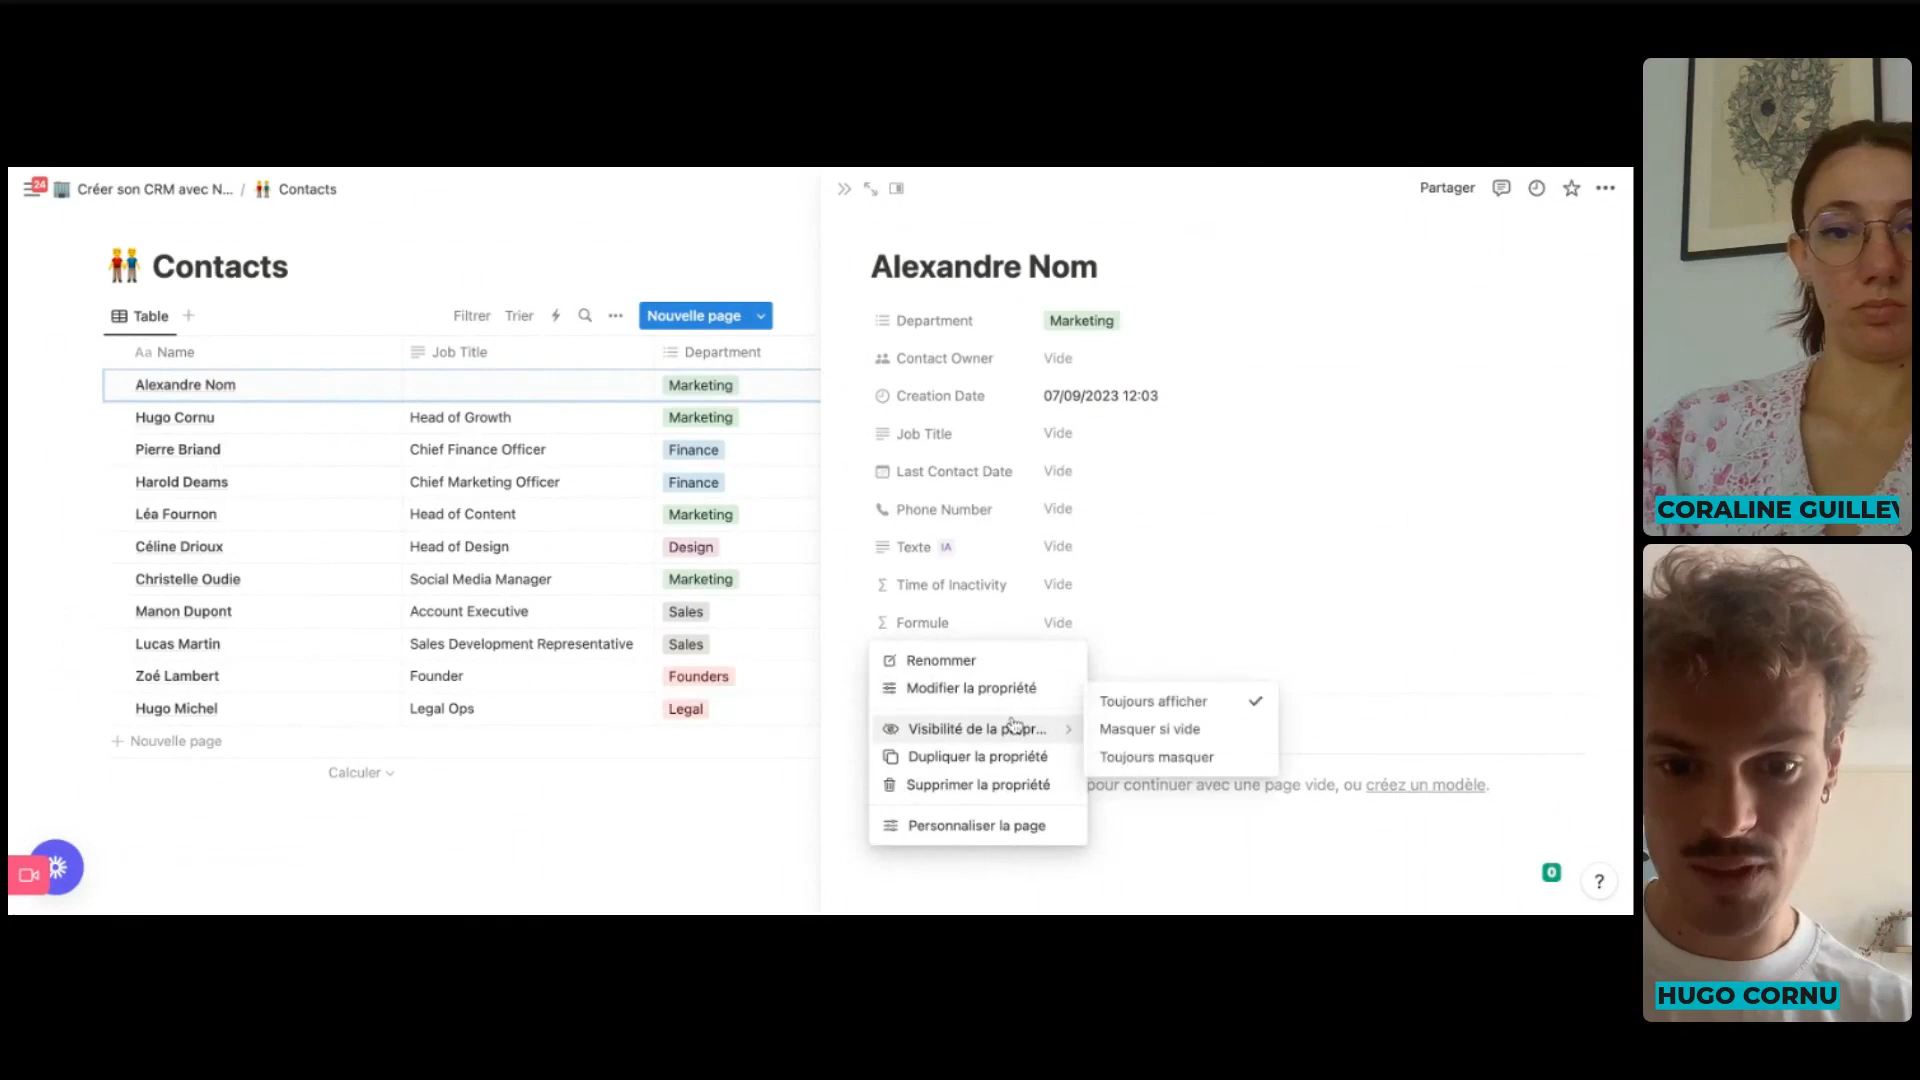 24 Créer son CRM avec N... / Contacts
Partager
Contacts
Table
Filtrer Trier Nouvelle page
Aa Name Job Title Department
Alexandre Nom Marketing
Hugo Cornu Head of Growth Marketing
Pierre Briand Chief Finance Officer Finance
Harold Deams Chief Marketing Officer Finance
Léa Fournon Head of Content Marketing
Céline Drioux Head of Design Design
Christelle Oudie Social Media Manager Marketing
Manon Dupont Account Executive Sales
Lucas Martin Sales Development Representative Sales
Zoé Lambert Founder Founders
Hugo Michel Legal Ops Legal
Nouvelle page
Calculer
Alexandre Nom
Department Marketing
Contact Owner Vide
Creation Date 07/09/2023 12:03
Job Title Vide
Last Contact Date Vide
Phone Number Vide
Texte IA Vide
Time of Inactivity Vide
Formule Vide
Renommer
Modifier la propriété
Visibilité de la propr...
Dupliquer la propriété
Supprimer la propriété
Personnaliser la page
Toujours afficher
Masquer si vide
Toujours masquer
pour continuer avec une page vide, ou créez un modèle.
0
?
CORALINE GUILLEV
HUGO CORNU